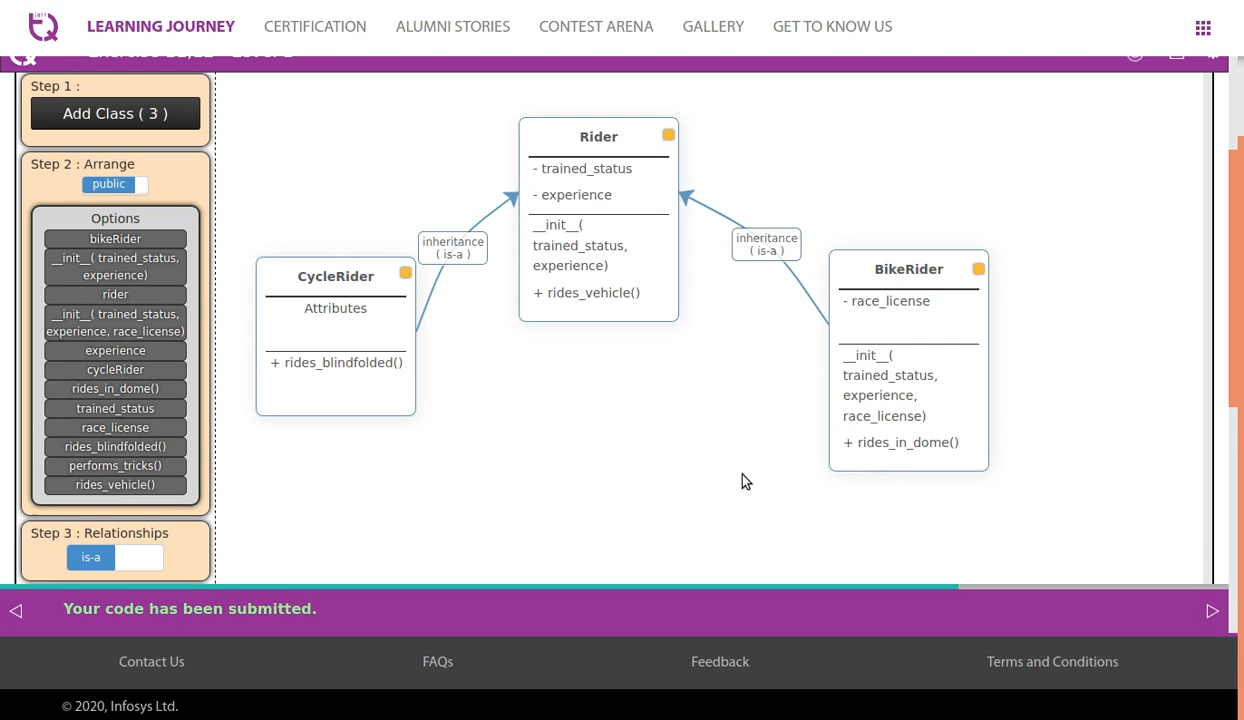 LEARNING JOURNEY
CERTIFICATION
ALUMNI STORIES
CONTEST ARENA
GALLERY
GET TO KNOW US
Step 1 :
Add Class ( 3 )
Step 2 : Arrange
public
Options
bikeRider
__init__( trained_status,
experience)
rider
__init__( trained_status,
experience, race_license)
experience
cycleRider
rides_in_dome()
trained_status
race_license
rides_blindfolded()
performs_tricks()
rides_vehicle()
Step 3 : Relationships
is-a
Rider
- trained_status
- experience
__init__(
trained_status,
experience)
+ rides_vehicle()
inheritance
( is-a )
inheritance
( is-a )
CycleRider
Attributes
+ rides_blindfolded()
BikeRider
- race_license
__init__(
trained_status,
experience,
race_license)
+ rides_in_dome()
Your code has been submitted.
Contact Us
FAQs
Feedback
Terms and Conditions
© 2020, Infosys Ltd.